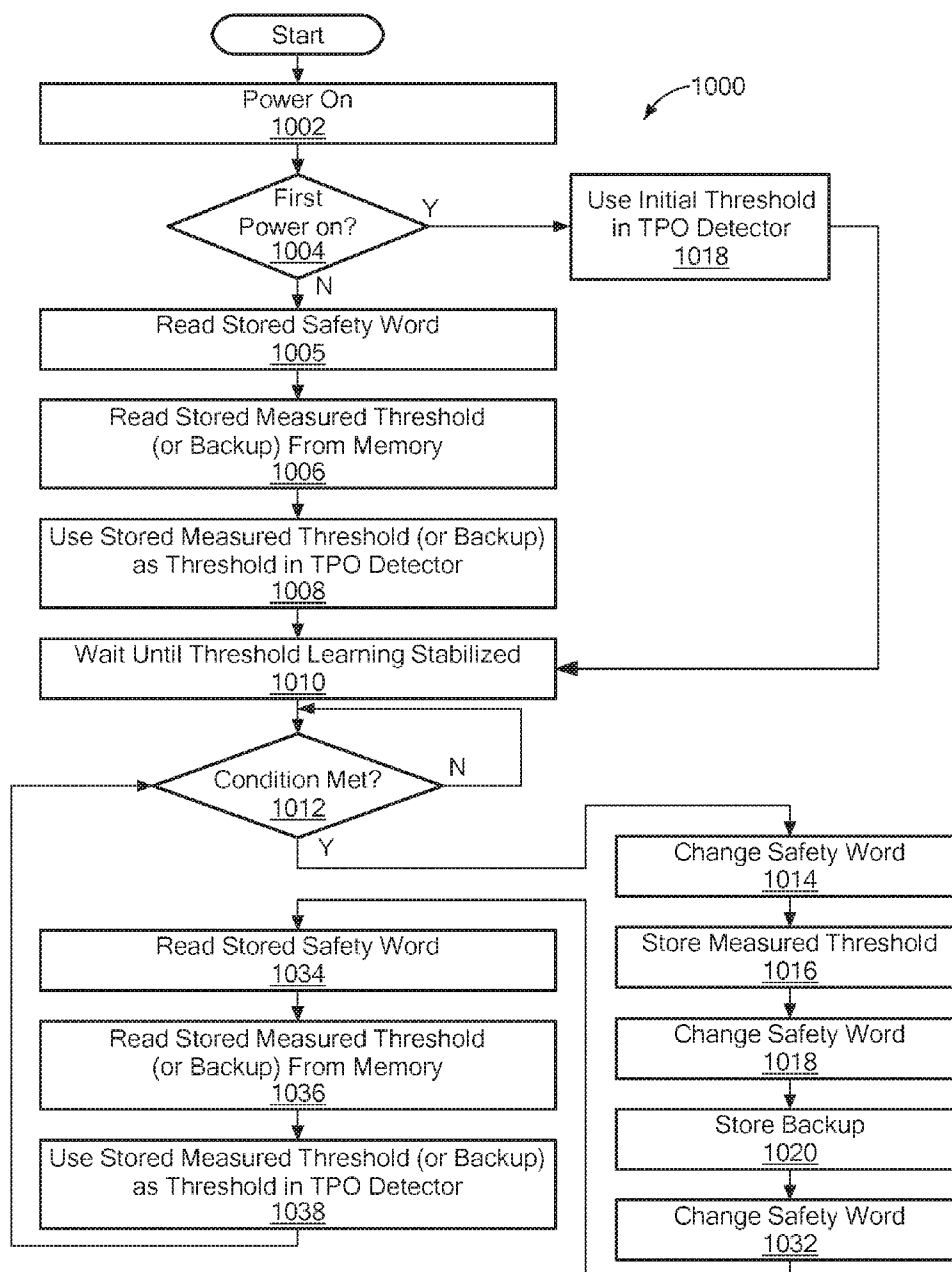 Start
Power On
1002
1000
First
Power on?
1004
Y
N
Use Initial Threshold
in TPO Detector
1018
Read Stored Safety Word
1005
Read Stored Measured Threshold
(or Backup) From Memory
1006
Use Stored Measured Threshold (or Backup)
as Threshold in TPO Detector
1008
Wait Until Threshold Learning Stabilized
1010
Condition Met?
1012
N
Y
Change Safety Word
1014
Store Measured Threshold
1016
Change Safety Word
1018
Store Backup
1020
Change Safety Word
1032
Read Stored Safety Word
1034
Read Stored Measured Threshold
(or Backup) From Memory
1036
Use Stored Measured Threshold (or Backup)
as Threshold in TPO Detector
1038